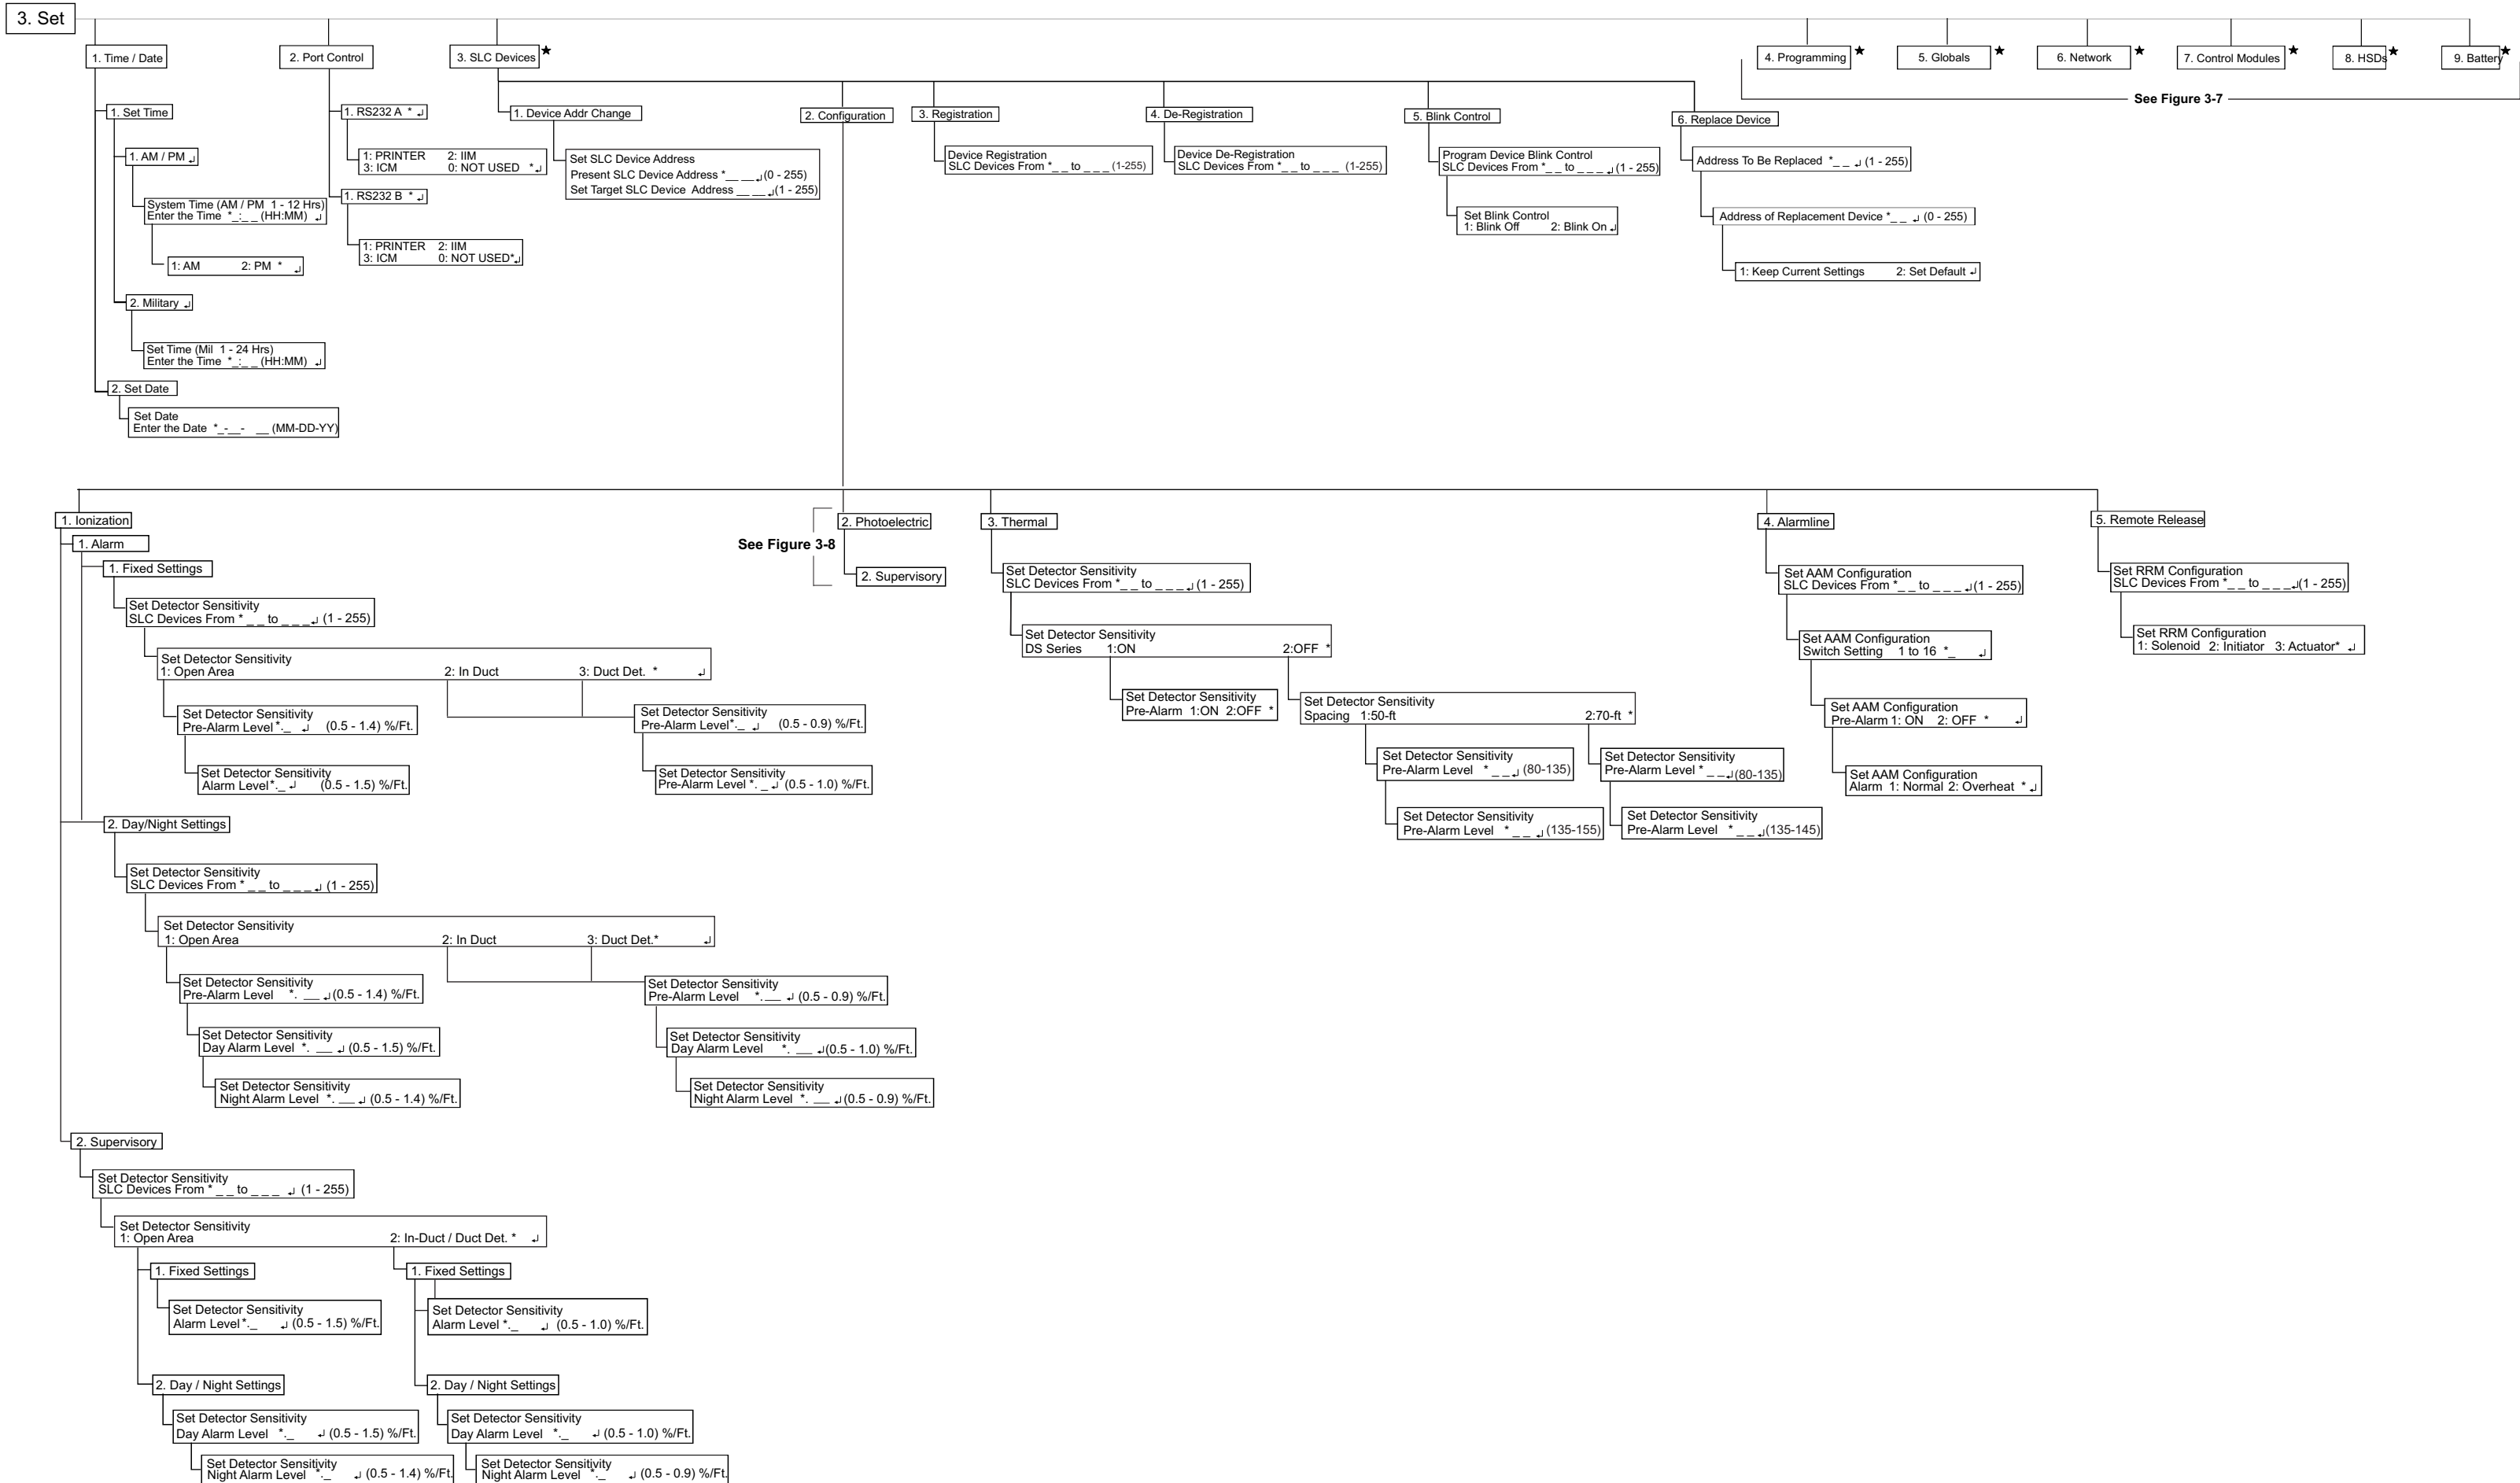 3. Set
1. Time / Date
2. Port Control
3. SLC Devices ★
4. Programming ★
5. Globals ★
6. Network ★
7. Control Modules ★
8. HSDs ★
9. Battery ★
See Figure 3-7
1. Set Time
1. AM / PM ↵
System Time (AM / PM 1 - 12 Hrs)
Enter the Time *_:_ _ (HH:MM) ↵
1: AM 2: PM * ↵
2. Military ↵
Set Time (Mil 1 - 24 Hrs)
Enter the Time *_:_ _ (HH:MM) ↵
2. Set Date
Set Date
Enter the Date *_-__- __ (MM-DD-YY)
1. RS232 A * ↵
1: PRINTER 2: IIM
3: ICM 0: NOT USED * ↵
1. RS232 B * ↵
1: PRINTER 2: IIM
3: ICM 0: NOT USED* ↵
1. Device Addr Change
Set SLC Device Address
Present SLC Device Address *__ __ ↵ (0 - 255)
Set Target SLC Device Address __ __ ↵ (1 - 255)
2. Configuration
3. Registration
Device Registration
SLC Devices From *_ _ to _ _ _ (1-255)
4. De-Registration
Device De-Registration
SLC Devices From *_ _ to _ _ _ (1-255)
5. Blink Control
Program Device Blink Control
SLC Devices From *_ _ to _ _ _ ↵ (1 - 255)
Set Blink Control
1: Blink Off 2: Blink On ↵
6. Replace Device
Address To Be Replaced *_ _ ↵ (1 - 255)
Address of Replacement Device *_ _ ↵ (0 - 255)
1: Keep Current Settings 2: Set Default ↵
1. Ionization
1. Alarm
1. Fixed Settings
Set Detector Sensitivity
SLC Devices From * _ _ to _ _ _ ↵ (1 - 255)
Set Detector Sensitivity
1: Open Area 2: In Duct 3: Duct Det. * ↵
Set Detector Sensitivity
Pre-Alarm Level *._ ↵ (0.5 - 1.4) %/Ft.
Set Detector Sensitivity
Alarm Level *._ ↵ (0.5 - 1.5) %/Ft.
Set Detector Sensitivity
Pre-Alarm Level *._ ↵ (0.5 - 0.9) %/Ft.
Set Detector Sensitivity
Pre-Alarm Level *. _ ↵ (0.5 - 1.0) %/Ft.
2. Day/Night Settings
Set Detector Sensitivity
SLC Devices From * _ _ to _ _ _ ↵ (1 - 255)
Set Detector Sensitivity
1: Open Area 2: In Duct 3: Duct Det.* ↵
Set Detector Sensitivity
Pre-Alarm Level *. __ ↵ (0.5 - 1.4) %/Ft.
Set Detector Sensitivity
Day Alarm Level *. __ ↵ (0.5 - 1.5) %/Ft.
Set Detector Sensitivity
Night Alarm Level *. __ ↵ (0.5 - 1.4) %/Ft.
Set Detector Sensitivity
Pre-Alarm Level *.__ ↵ (0.5 - 0.9) %/Ft.
Set Detector Sensitivity
Day Alarm Level *. __ ↵ (0.5 - 1.0) %/Ft.
Set Detector Sensitivity
Night Alarm Level *. __ ↵ (0.5 - 0.9) %/Ft.
2. Supervisory
Set Detector Sensitivity
SLC Devices From * _ _ to _ _ _ ↵ (1 - 255)
Set Detector Sensitivity
1: Open Area 2: In-Duct / Duct Det. * ↵
1. Fixed Settings
Set Detector Sensitivity
Alarm Level *._ ↵ (0.5 - 1.5) %/Ft.
2. Day / Night Settings
Set Detector Sensitivity
Day Alarm Level *._ ↵ (0.5 - 1.5) %/Ft.
Set Detector Sensitivity
Night Alarm Level *._ ↵ (0.5 - 1.4) %/Ft.
1. Fixed Settings
Set Detector Sensitivity
Alarm Level *._ ↵ (0.5 - 1.0) %/Ft.
2. Day / Night Settings
Set Detector Sensitivity
Day Alarm Level *._ ↵ (0.5 - 1.0) %/Ft.
Set Detector Sensitivity
Night Alarm Level *._ ↵ (0.5 - 0.9) %/Ft.
See Figure 3-8
2. Photoelectric
2. Supervisory
3. Thermal
Set Detector Sensitivity
SLC Devices From * _ _ to _ _ _ ↵ (1 - 255)
Set Detector Sensitivity
DS Series 1:ON 2:OFF *
Set Detector Sensitivity
Pre-Alarm 1:ON 2:OFF *
Set Detector Sensitivity
Spacing 1:50-ft 2:70-ft *
Set Detector Sensitivity
Pre-Alarm Level * _ _ ↵ (80-135)
Set Detector Sensitivity
Pre-Alarm Level * _ _ ↵ (135-155)
Set Detector Sensitivity
Pre-Alarm Level * _ _ ↵ (80-135)
Set Detector Sensitivity
Pre-Alarm Level * _ _ ↵ (135-145)
4. Alarmline
Set AAM Configuration
SLC Devices From * _ _ to _ _ _ ↵ (1 - 255)
Set AAM Configuration
Switch Setting 1 to 16 *_ ↵
Set AAM Configuration
Pre-Alarm 1: ON 2: OFF * ↵
Set AAM Configuration
Alarm 1: Normal 2: Overheat * ↵
5. Remote Release
Set RRM Configuration
SLC Devices From *_ _ to _ _ _ ↵ (1 - 255)
Set RRM Configuration
1: Solenoid 2: Initiator 3: Actuator* ↵